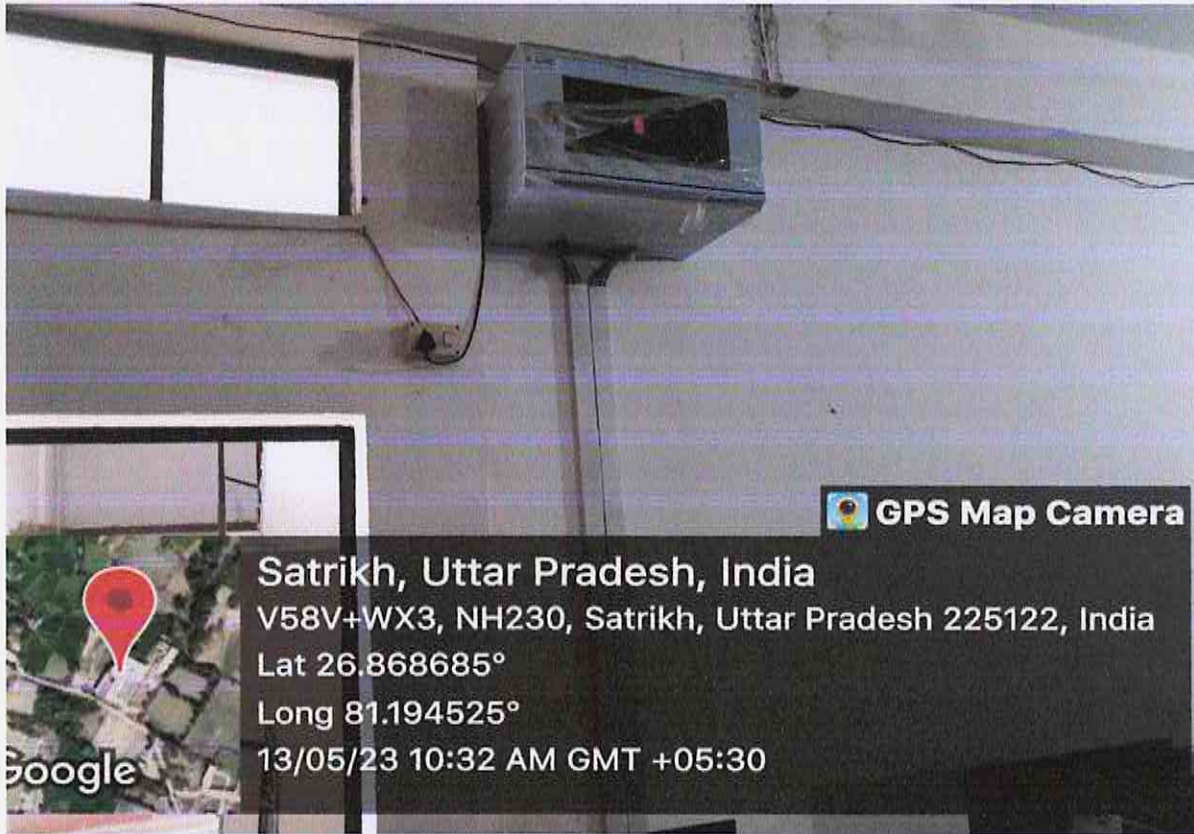 GPS Map Camera
Satrikh, Uttar Pradesh, India
V58V+WX3, NH230, Satrikh, Uttar Pradesh 225122, India
Lat 26.868685°
Long 81.194525°
13/05/23 10:32 AM GMT +05:30
Google